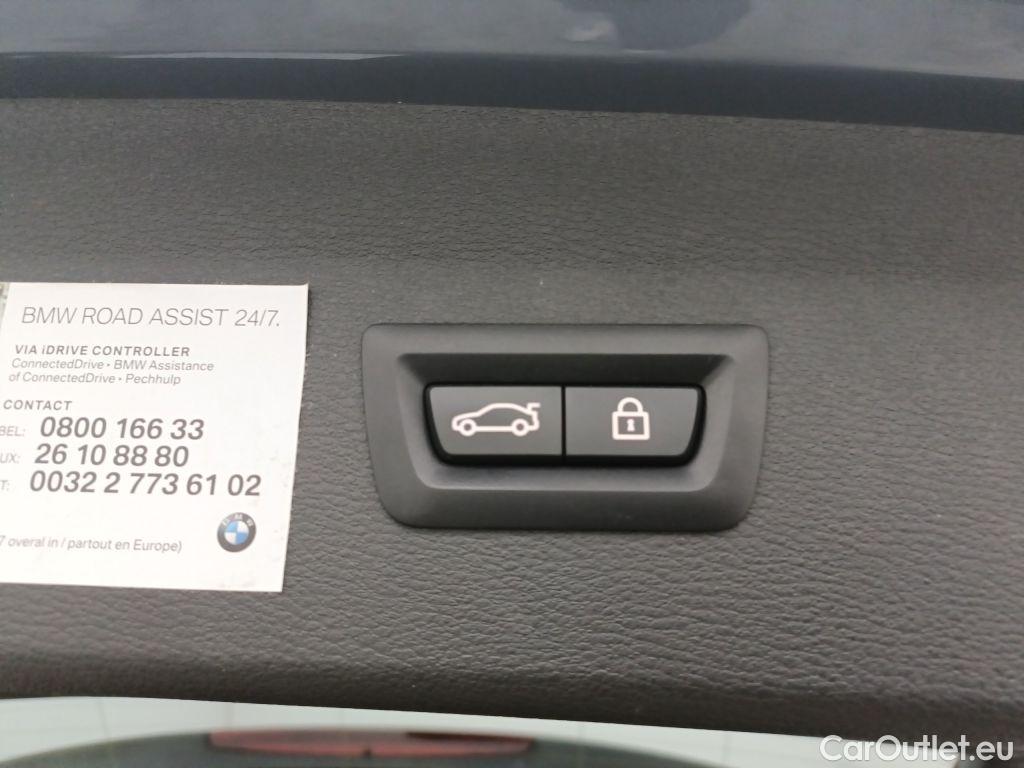 BMW ROAD ASSIST 24/7.
VIA iDRIVE CONTROLLER
ConnectedDrive • BMW Assistance
of ConnectedDrive • Pechhulp
CONTACT
BEL: 0800 166 33
UX: 26 10 88 80
T: 0032 2 773 61 02
7 overal in / partout en Europe)
CarOutlet.eu